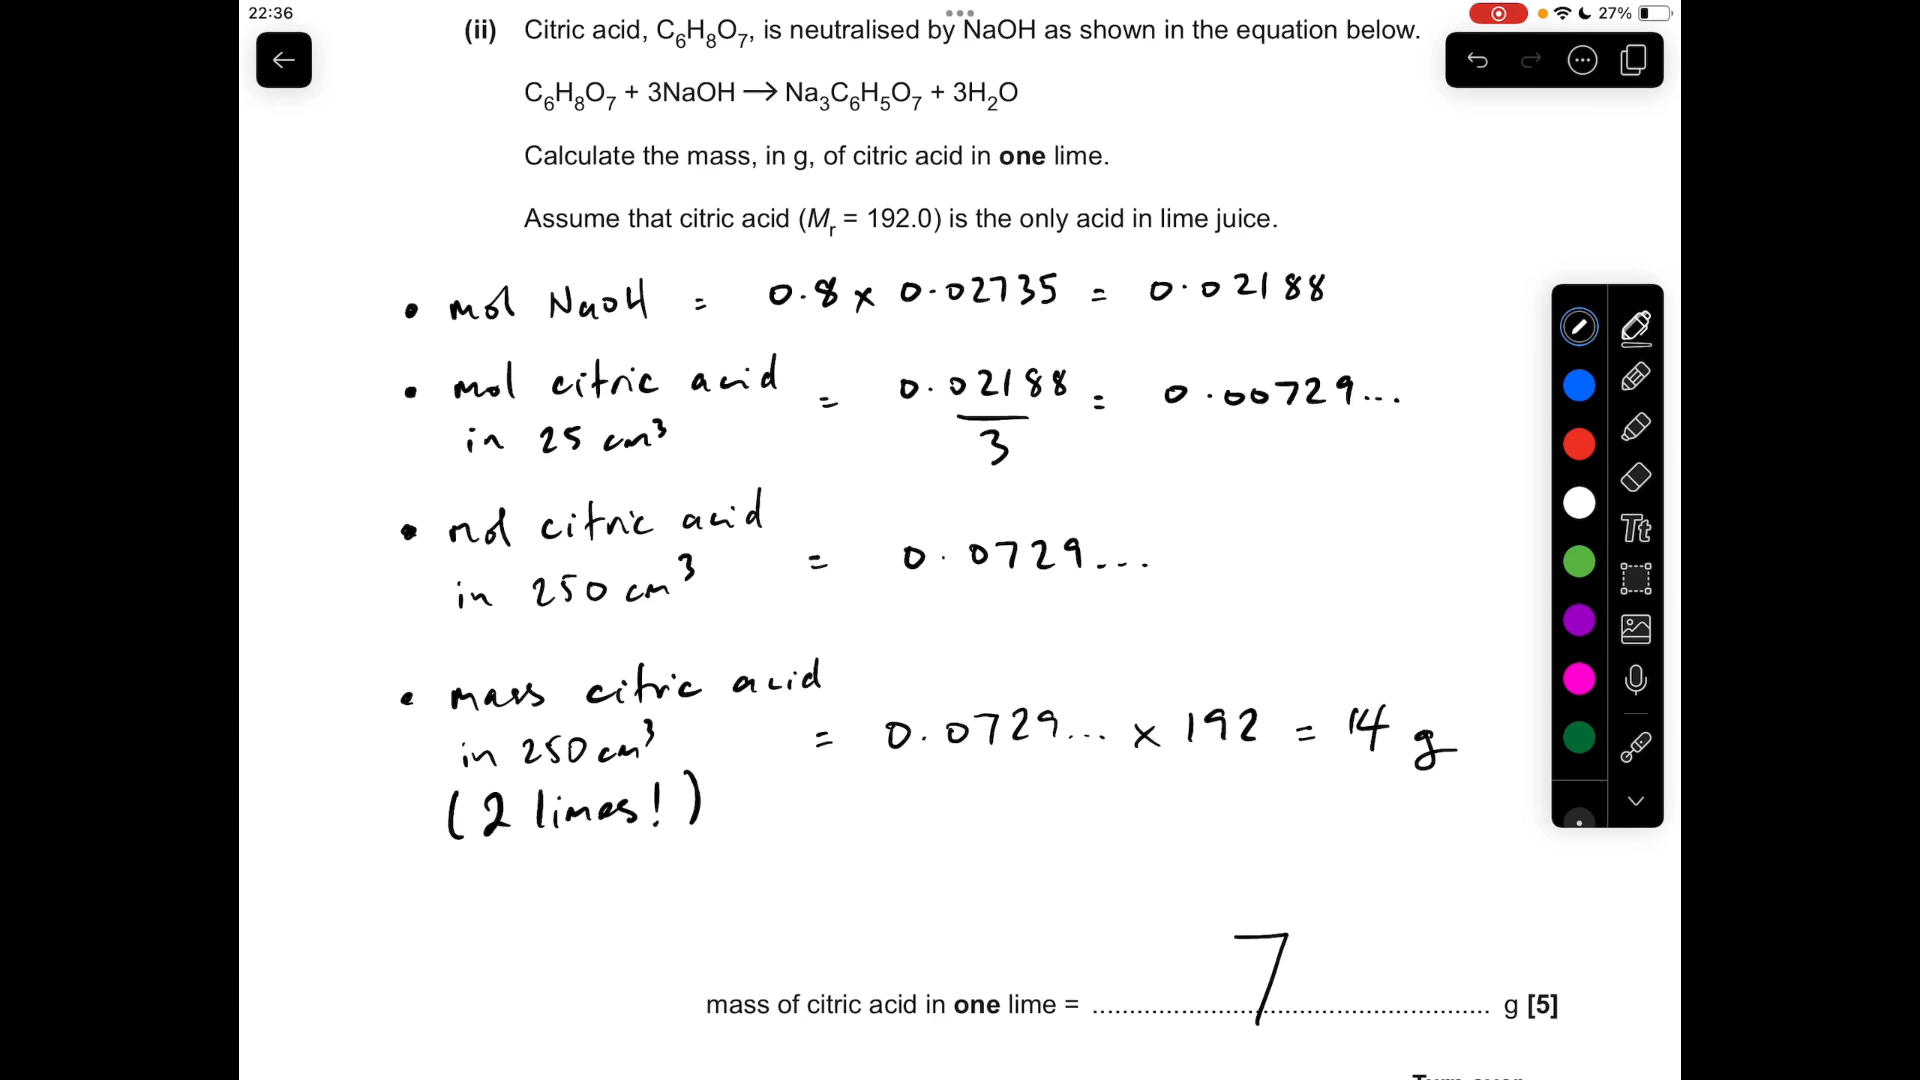 22:36
27%
(ii) Citric acid, C₆H₈O₇, is neutralised by NaOH as shown in the equation below.
C₆H₈O₇ + 3NaOH ⟶ Na₃C₆H₅O₇ + 3H₂O
Calculate the mass, in g, of citric acid in one lime.
Assume that citric acid (Mᵣ = 192.0) is the only acid in lime juice.
• mol NaOH = 0.8 × 0.02735 = 0.02188
• mol citric acid in 25 cm³ = 0.02188 / 3 = 0.00729...
• mol citric acid in 250 cm³ = 0.0729...
• mass citric acid in 250 cm³ = 0.0729... × 192 = 14 g
(2 limes!)
7
mass of citric acid in one lime = .................... g [5]
Tt